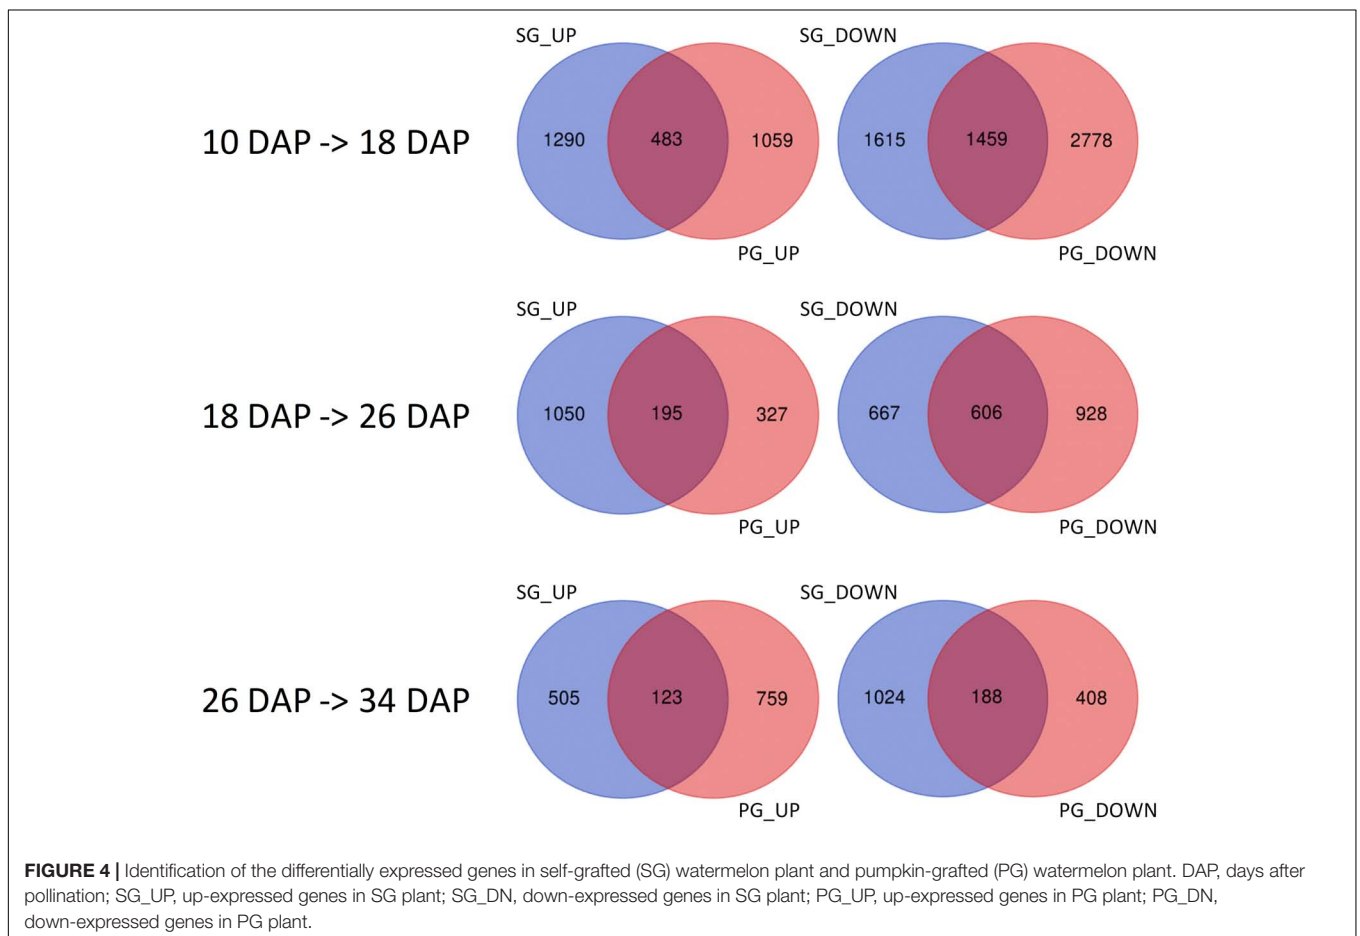 SG_UP
SG_DOWN
10 DAP -> 18 DAP
1290
483
1059
1615
1459
2778
PG_UP
PG_DOWN
SG_UP
SG_DOWN
18 DAP -> 26 DAP
1050
195
327
667
606
928
PG_UP
PG_DOWN
SG_UP
SG_DOWN
26 DAP -> 34 DAP
505
123
759
1024
188
408
PG_UP
PG_DOWN
FIGURE 4 | Identification of the differentially expressed genes in self-grafted (SG) watermelon plant and pumpkin-grafted (PG) watermelon plant. DAP, days after
pollination; SG_UP, up-expressed genes in SG plant; SG_DN, down-expressed genes in SG plant; PG_UP, up-expressed genes in PG plant; PG_DN,
down-expressed genes in PG plant.